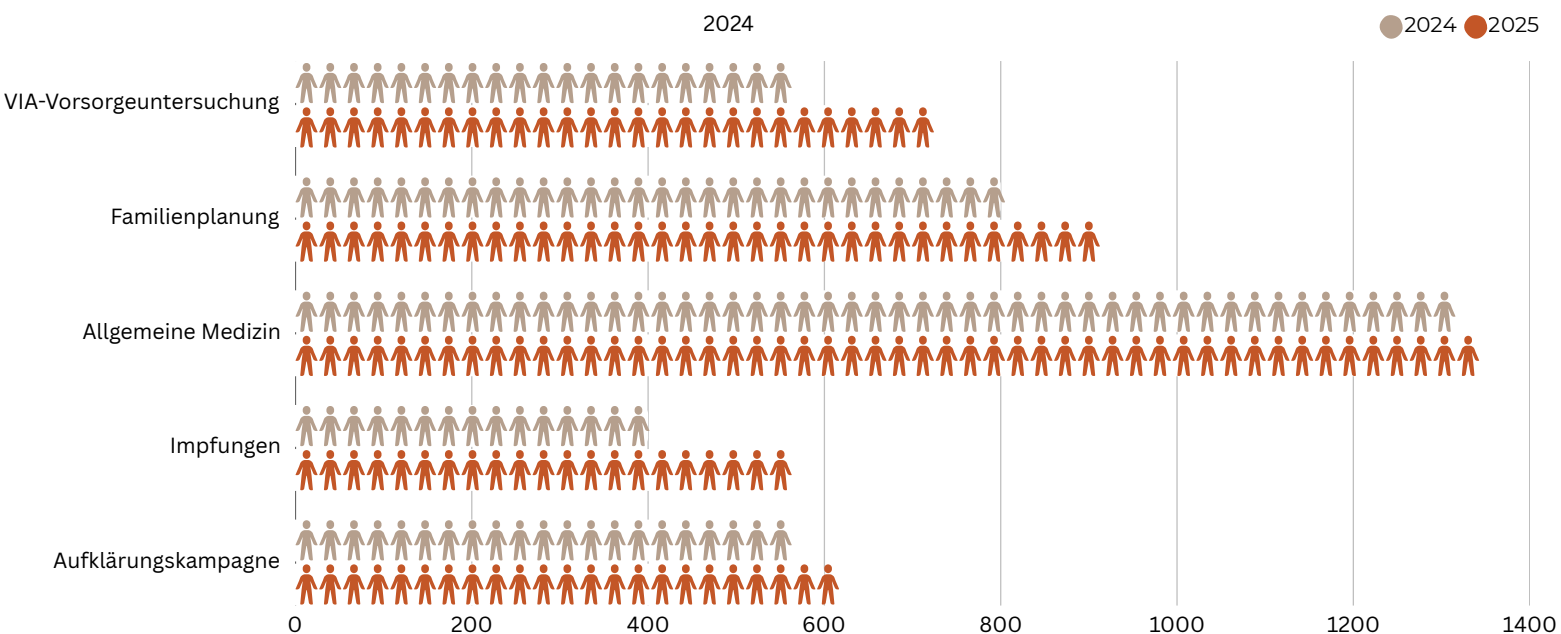 2024
2024 2025
VIA-Vorsorgeuntersuchung
Familienplanung
Allgemeine Medizin
Impfungen
Aufklärungskampagne
0 200 400 600 800 1000 1200 1400